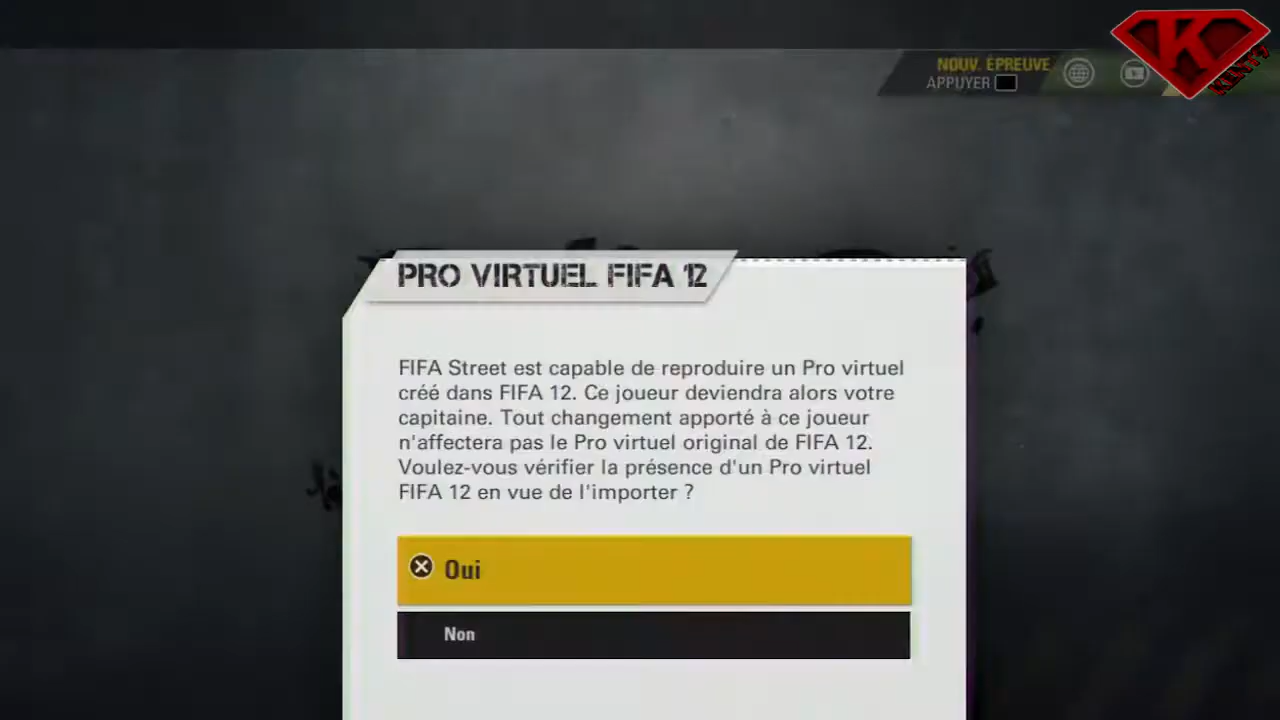 NOUV. ÉPREUVE
APPUYER
K
PRO VIRTUEL FIFA 12
FIFA Street est capable de reproduire un Pro virtuel
créé dans FIFA 12. Ce joueur deviendra alors votre
capitaine. Tout changement apporté à ce joueur
n'affectera pas le Pro virtuel original de FIFA 12.
Voulez-vous vérifier la présence d'un Pro virtuel
FIFA 12 en vue de l'importer ?
Oui
Non